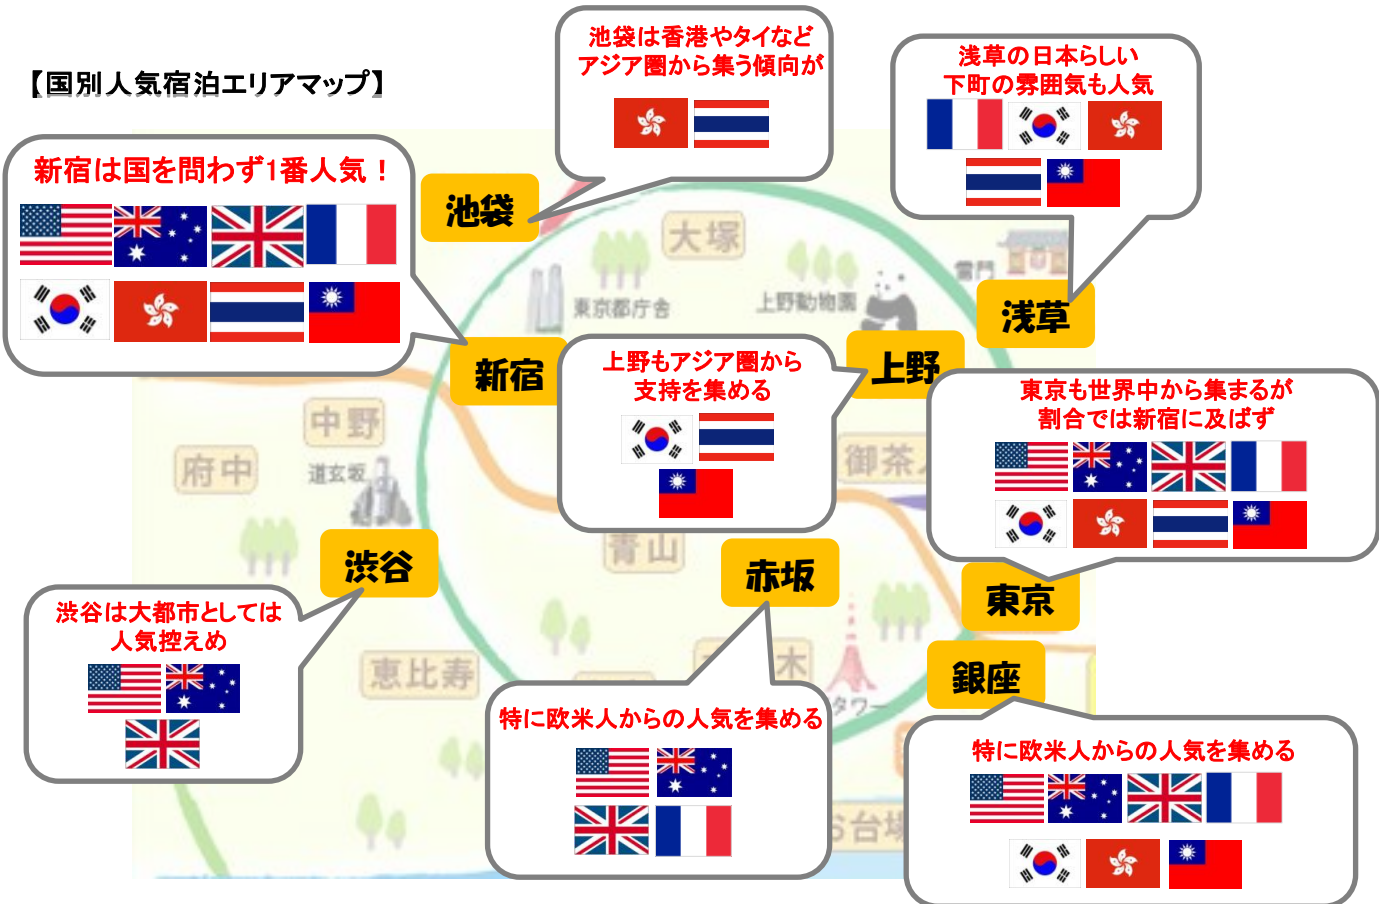 【国別人気宿泊エリアマップ】
池袋は香港やタイなど
アジア圏から集う傾向が
浅草の日本らしい
下町の雰囲気も人気
新宿は国を問わず1番人気！
池袋
大塚
東京都庁舎
上野動物園
雷門
浅草
新宿
上野もアジア圏から
支持を集める
上野
東京も世界中から集まるが
割合では新宿に及ばず
中野
府中
道玄坂
御茶
渋谷
青山
赤坂
東京
渋谷は大都市としては
人気控えめ
恵比寿
木
銀座
タワー
特に欧米人からの人気を集める
特に欧米人からの人気を集める
台場